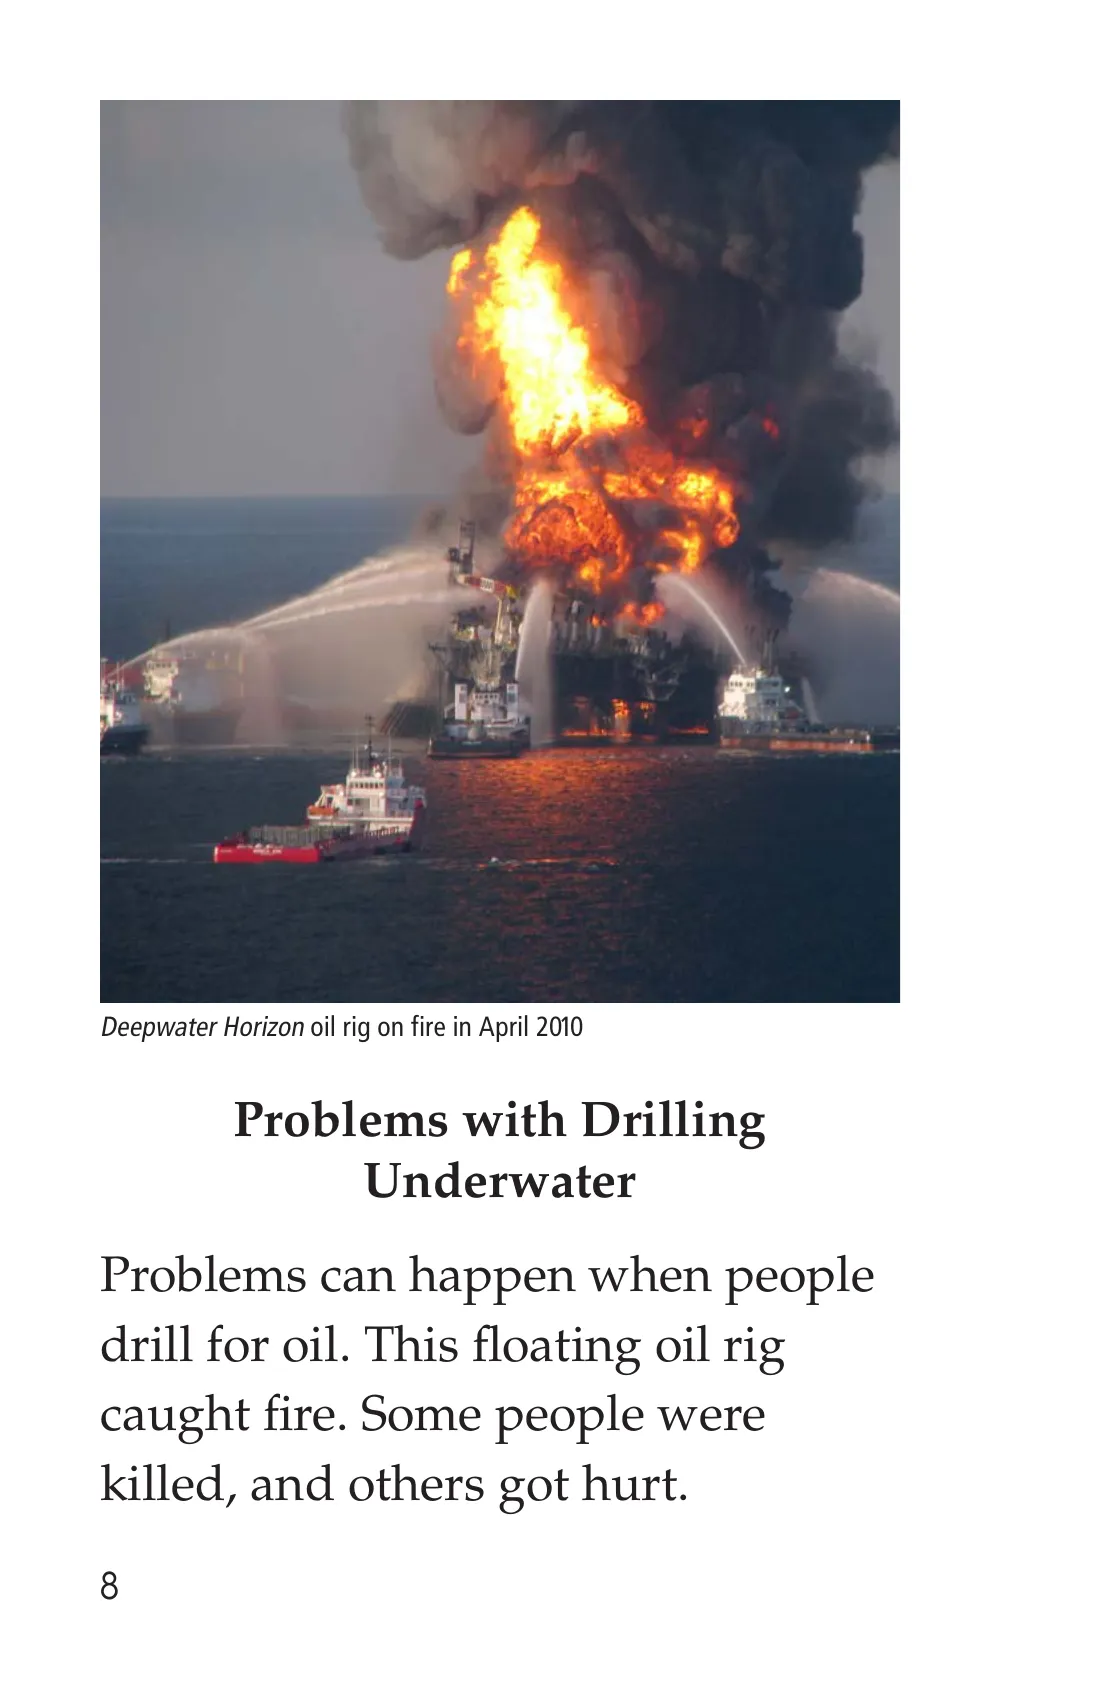 Deepwater Horizon oil rig on fire in April 2010
Problems with Drilling
Underwater
Problems can happen when people
drill for oil. This floating oil rig
caught fire. Some people were
killed, and others got hurt.
8